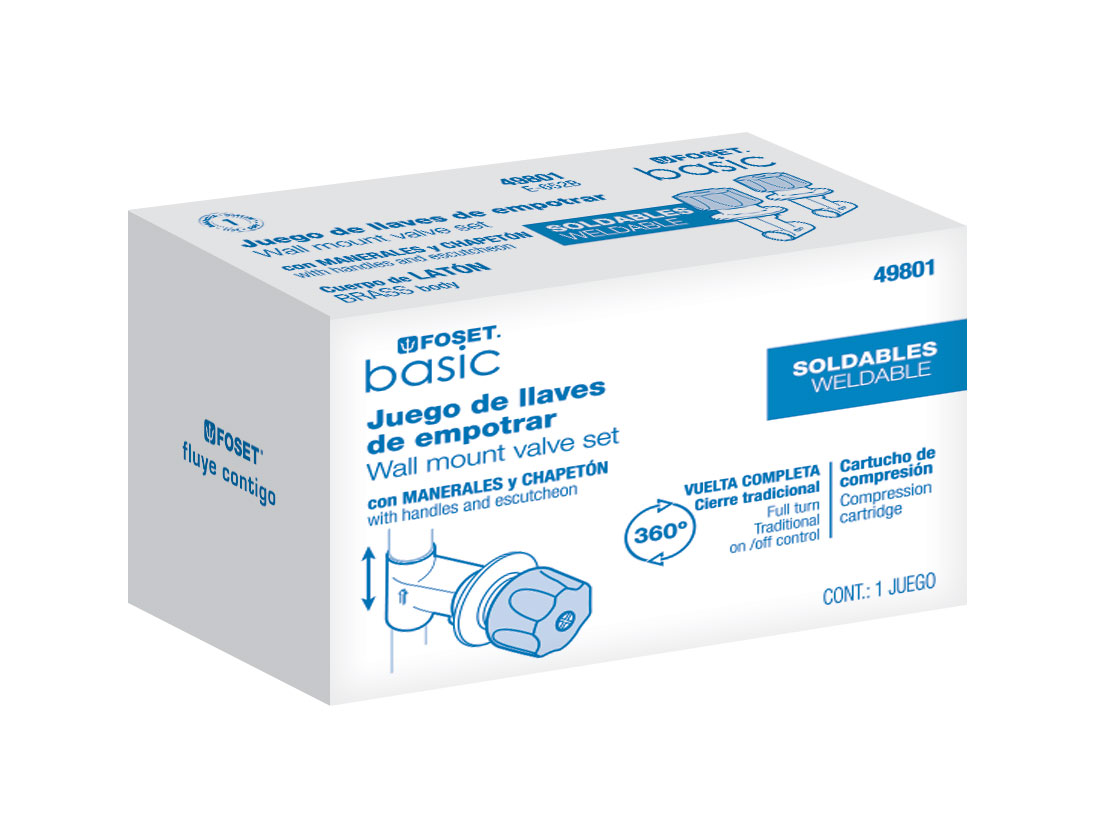 49801
E-652B
FOSET.
basic
1
Juego de llaves de empotrar
Wall mount valve set
con MANERALES y CHAPETÓN
with handles and escutcheon
Cuerpo de LATÓN
BRASS body
SOLDABLES
WELDABLE
FOSET
fluye contigo
49801
FOSET.
basic
Juego de llaves
de empotrar
Wall mount valve set
con MANERALES y CHAPETÓN
with handles and escutcheon
SOLDABLES
WELDABLE
360°
VUELTA COMPLETA
Cierre tradicional
Full turn
Traditional
on /off control
Cartucho de
compresión
Compression
cartridge
CONT.: 1 JUEGO